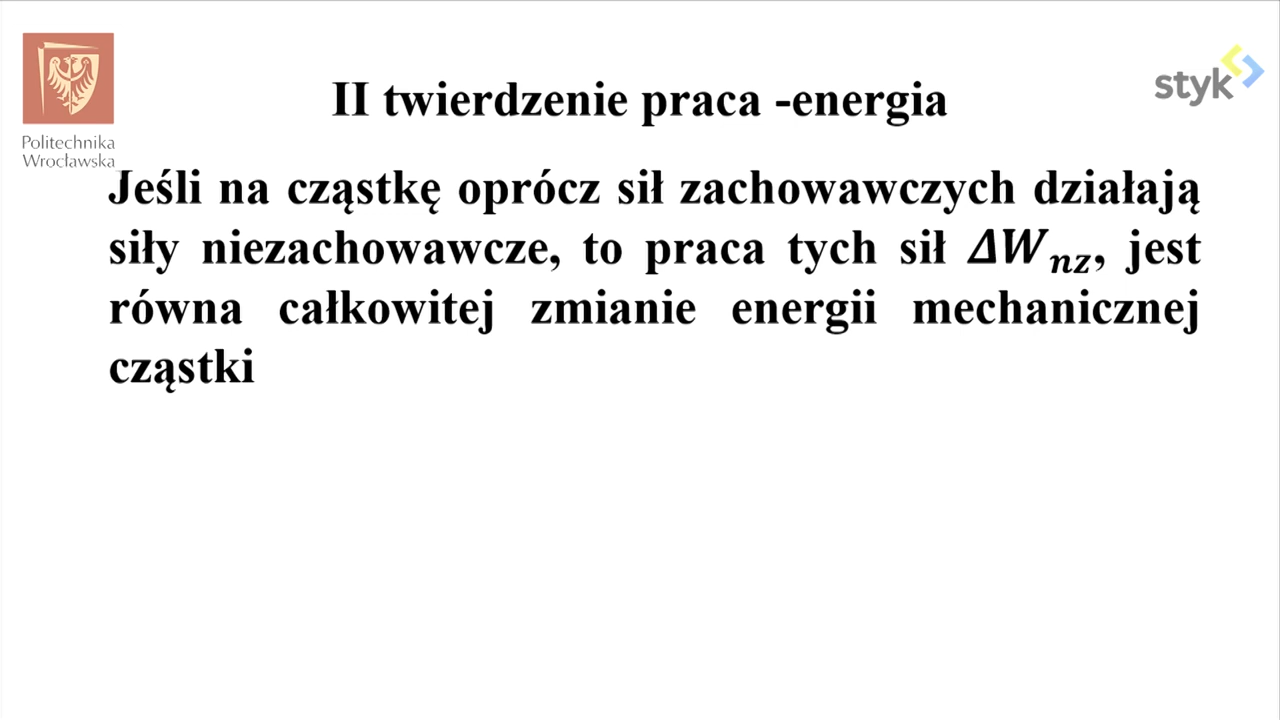 Politechnika
Wrocławska
styk
II twierdzenie praca -energia
Jeśli na cząstkę oprócz sił zachowawczych działają
siły niezachowawcze, to praca tych sił ΔW_nz, jest
równa całkowitej zmianie energii mechanicznej
cząstki